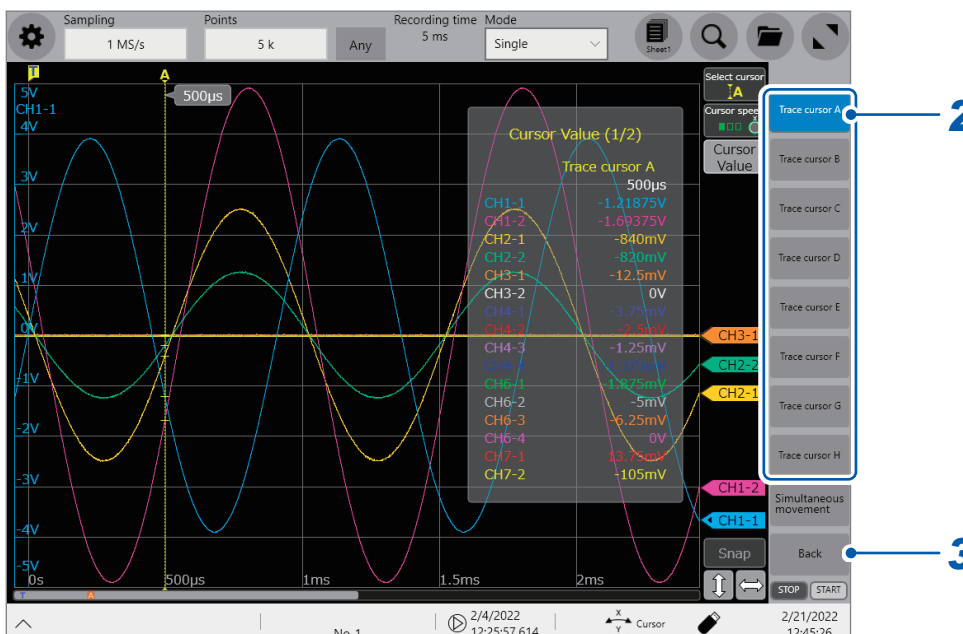 Sampling
Points
Recording time
Mode
1 MS/s
5 k
Any
5 ms
Single
Sheet1
T
A
500µs
5V
CH1-1
4V
3V
2V
1V
0V
-1V
-2V
-3V
-4V
-5V
0s
500µs
1ms
1.5ms
2ms
Cursor Value (1/2)
Trace cursor A
500µs
CH1-1 -1.21875V
CH1-2 -1.69375V
CH2-1 -840mV
CH2-2 -820mV
CH3-1 -12.5mV
CH3-2 0V
CH4-1 -3.75mV
CH4-2 -2.5mV
CH4-3 -1.25mV
CH6-1 -1.875mV
CH6-2 -5mV
CH6-3 -6.25mV
CH6-4 0V
CH7-1 13.75mV
CH7-2 -105mV
CH3-1
CH2-2
CH2-1
CH1-2
CH1-1
Select cursor
A
Cursor
Value
Snap
Trace cursor A
Trace cursor B
Trace cursor C
Trace cursor D
Trace cursor E
Trace cursor F
Trace cursor G
Trace cursor H
Simultaneous
movement
Back
STOP START
2
3
T
A
2/4/2022
12:25:57.614
X
Y
Cursor
2/21/2022